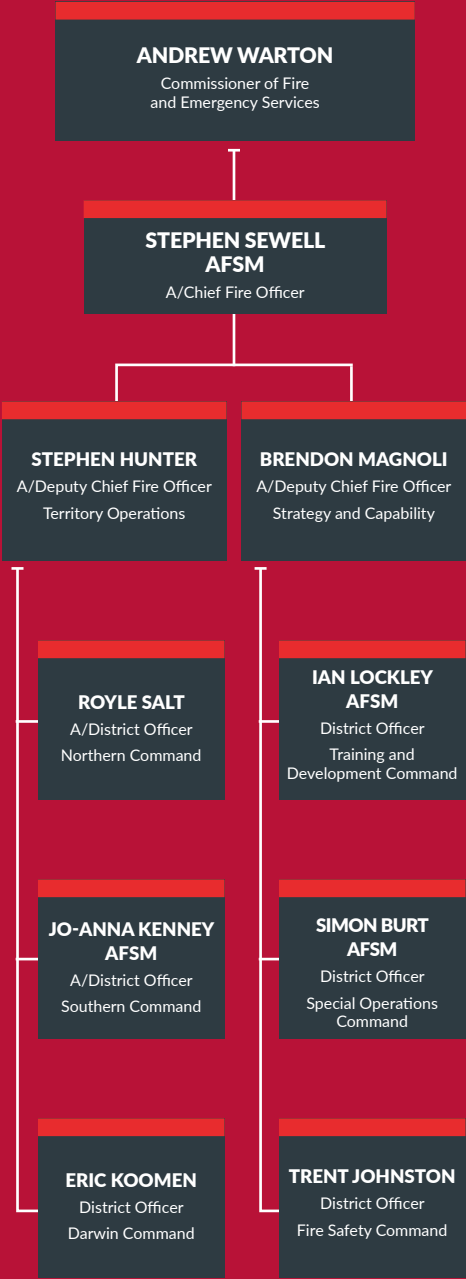 ANDREW WARTON
Commissioner of Fire
and Emergency Services
STEPHEN SEWELL
AFSM
A/Chief Fire Officer
STEPHEN HUNTER
A/Deputy Chief Fire Officer
Territory Operations
BRENDON MAGNOLI
A/Deputy Chief Fire Officer
Strategy and Capability
ROYLE SALT
A/District Officer
Northern Command
JO-ANNA KENNEY
AFSM
A/District Officer
Southern Command
ERIC KOOMEN
District Officer
Darwin Command
IAN LOCKLEY
AFSM
District Officer
Training and
Development Command
SIMON BURT
AFSM
District Officer
Special Operations
Command
TRENT JOHNSTON
District Officer
Fire Safety Command